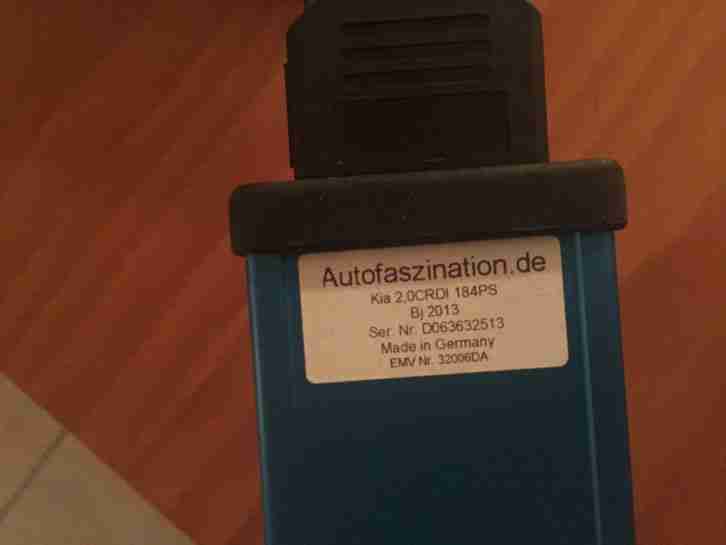 Autofaszination.de
Kia 2,0CRDI 184PS
Bj 2013
Ser. Nr. D063632513
Made in Germany
EMV Nr. 32006DA